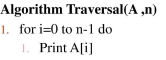 Algorithm Traversal(A ,n)
1. for i=0 to n-1 do
1. Print A[i]